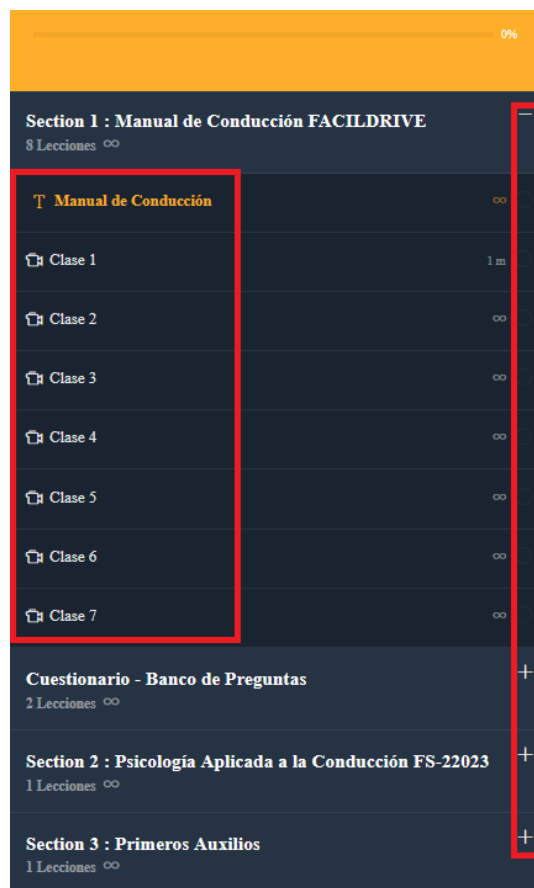 0%
Section 1 : Manual de Conducción FACILDRIVE
8 Lecciones ∞
T Manual de Conducción ∞
Clase 1 1 m
Clase 2 ∞
Clase 3 ∞
Clase 4 ∞
Clase 5 ∞
Clase 6 ∞
Clase 7 ∞
Cuestionario - Banco de Preguntas
2 Lecciones ∞
Section 2 : Psicología Aplicada a la Conducción FS-22023
1 Lecciones ∞
Section 3 : Primeros Auxilios
1 Lecciones ∞